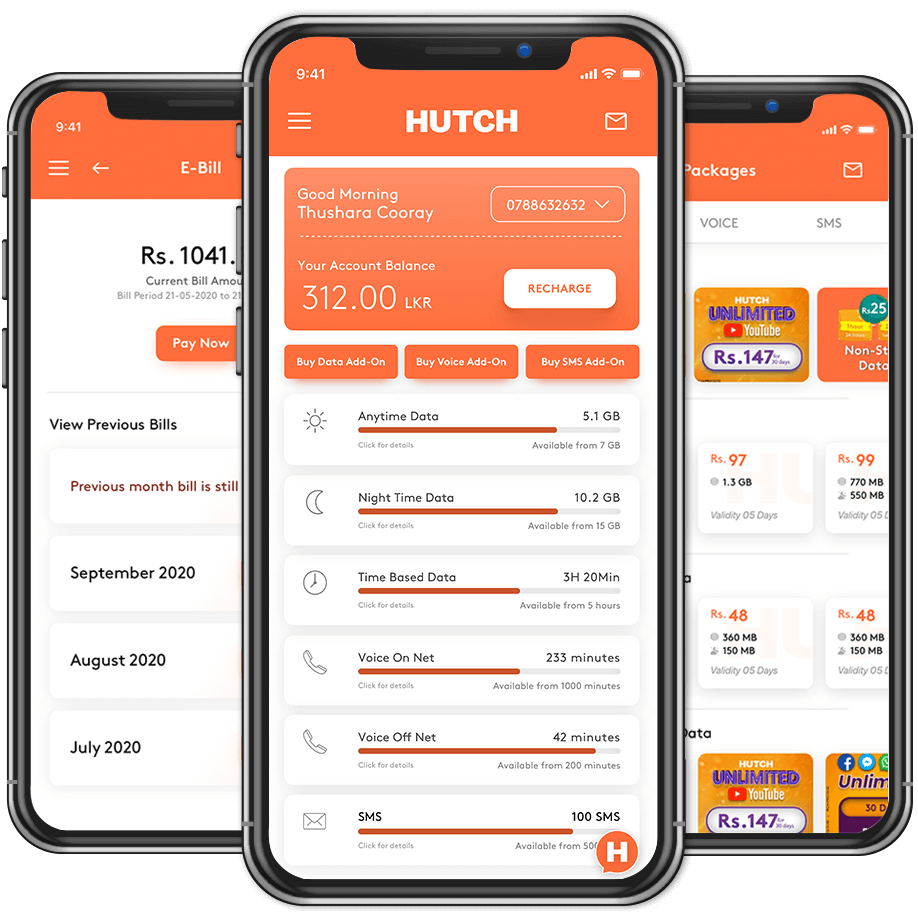 9:41
E-Bill
Rs. 1041.
Current Bill Amou
Bill Period 21-05-2020 to 21
Pay Now
View Previous Bills
Previous month bill is still
September 2020
August 2020
July 2020
9:41
HUTCH
Good Morning
Thushara Cooray
0788632632
Your Account Balance
312.00 LKR
RECHARGE
Buy Data Add-On
Buy Voice Add-On
Buy SMS Add-On
Anytime Data
5.1 GB
Click for details
Available from 7 GB
Night Time Data
10.2 GB
Click for details
Available from 15 GB
Time Based Data
3H 20Min
Click for details
Available from 5 hours
Voice On Net
233 minutes
Click for details
Available from 1000 minutes
Voice Off Net
42 minutes
Click for details
Available from 200 minutes
SMS
100 SMS
Click for details
Available from 500
H
Packages
VOICE
SMS
HUTCH
UNLIMITED
YouTube
Rs.147 for 30 days
Rs.25
1hour
Non-St
Data
Rs. 97
1.3 GB
Validity 05 Days
Rs. 99
770 MB
550 MB
Validity 05 D
a
Rs. 48
360 MB
150 MB
Validity 05 Days
Rs. 48
360 MB
150 MB
Validity 05 D
Data
HUTCH
UNLIMITED
YouTube
Rs.147 for 30 days
Unlim
30 D